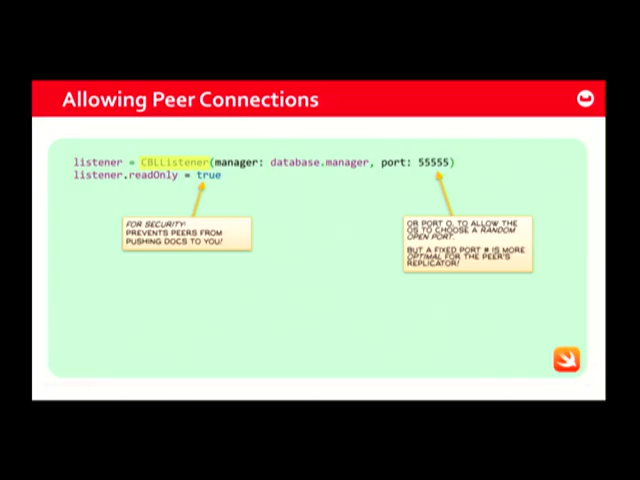 Allowing Peer Connections
listener = CBLListener(manager: database.manager, port: 55555)
listener.readOnly = true
FOR SECURITY:
PREVENTS PEERS FROM
PUSHING DOCS TO YOU!
OR PORT 0, TO ALLOW THE
OS TO CHOOSE A RANDOM
OPEN PORT.
BUT A FIXED PORT # IS MORE
OPTIMAL FOR THE PEER'S
REPLICATOR!